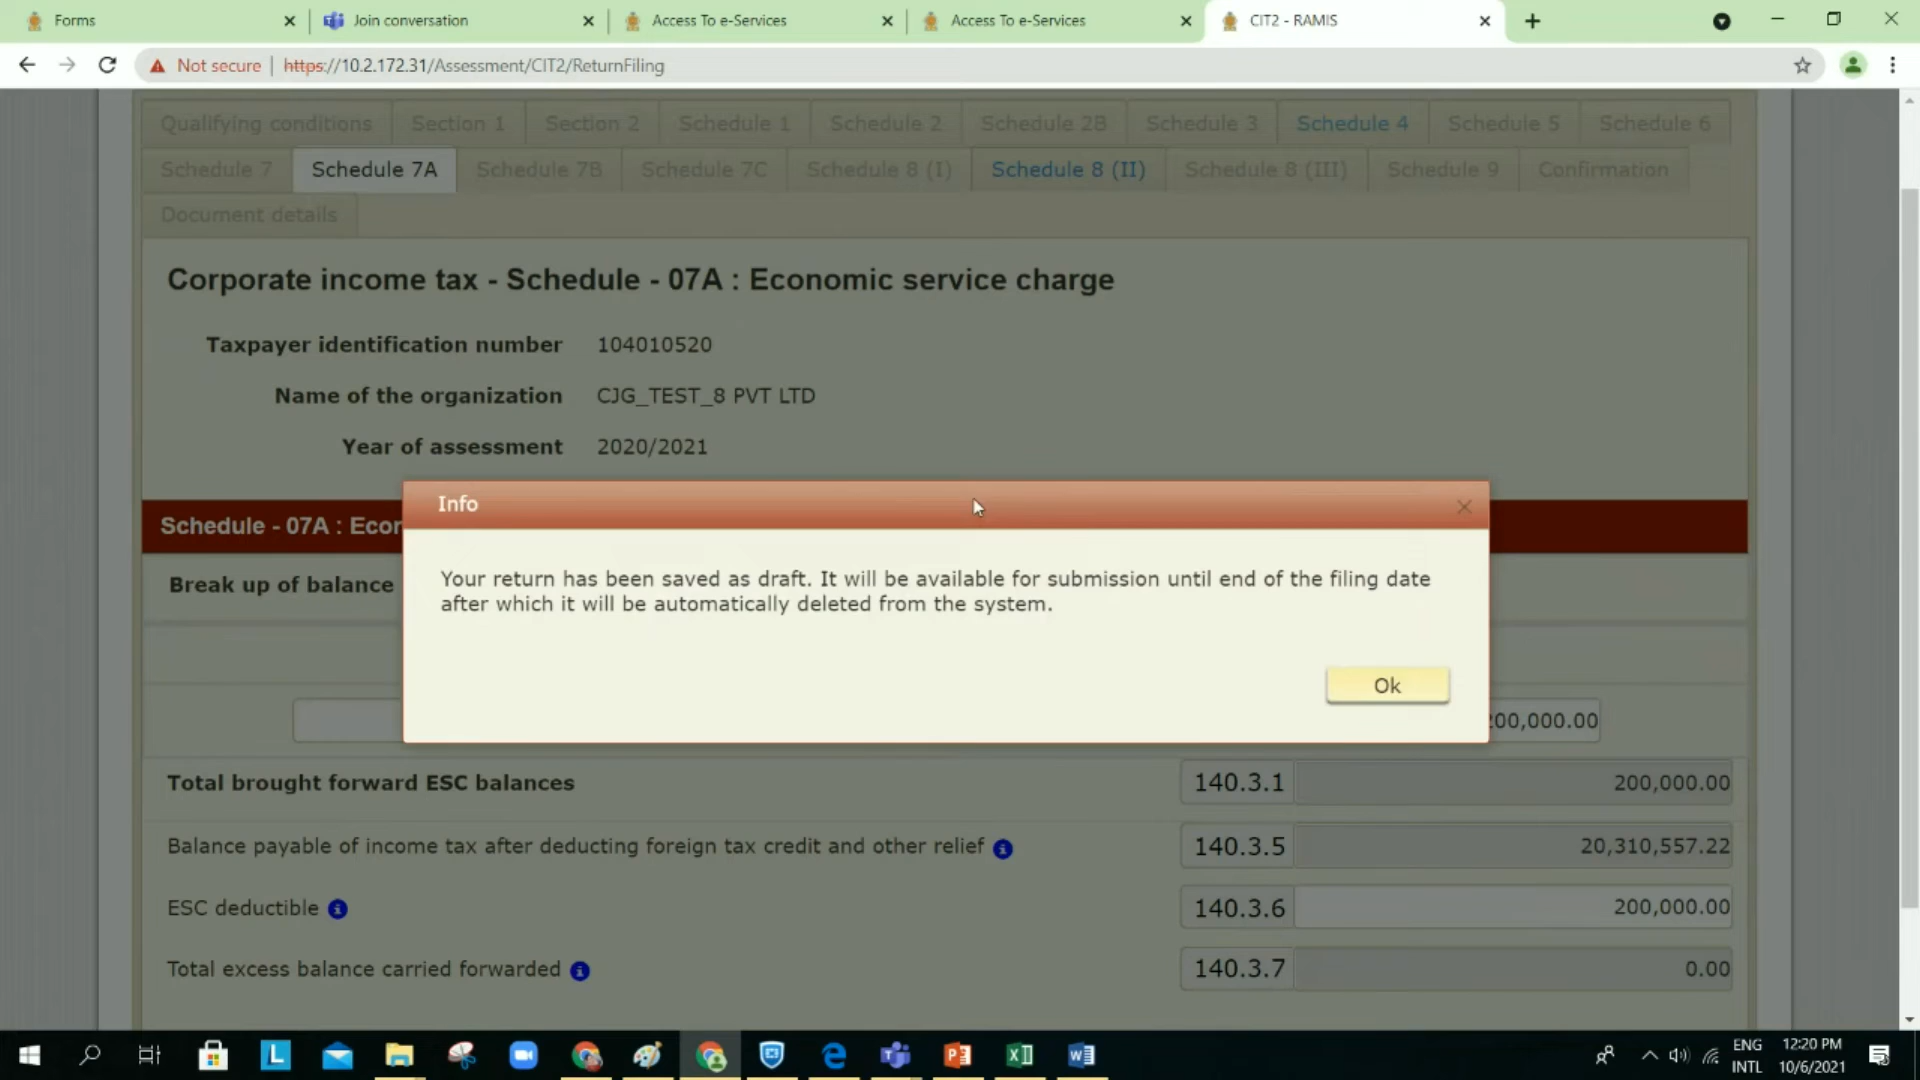 Forms
Join conversation
Access To e-Services
Access To e-Services
CIT2 - RAMIS
Not secure
https://10.2.172.31/Assessment/CIT2/ReturnFiling
Qualifying conditions
Section 1
Section 2
Schedule 1
Schedule 2
Schedule 2B
Schedule 3
Schedule 4
Schedule 5
Schedule 6
Schedule 7
Schedule 7A
Schedule 7B
Schedule 7C
Schedule 8 (I)
Schedule 8 (II)
Schedule 8 (III)
Schedule 9
Confirmation
Document details
Corporate income tax - Schedule - 07A : Economic service charge
Taxpayer identification number 104010520
Name of the organization CJG_TEST_8 PVT LTD
Year of assessment 2020/2021
Info
Schedule - 07A : Econ
Your return has been saved as draft. It will be available for submission until end of the filing date
after which it will be automatically deleted from the system.
Break up of balance
Ok
200,000.00
Total brought forward ESC balances 140.3.1 200,000.00
Balance payable of income tax after deducting foreign tax credit and other relief 140.3.5 20,310,557.22
ESC deductible 140.3.6 200,000.00
Total excess balance carried forwarded 140.3.7 0.00
ENG
INTL
12:20 PM
10/6/2021